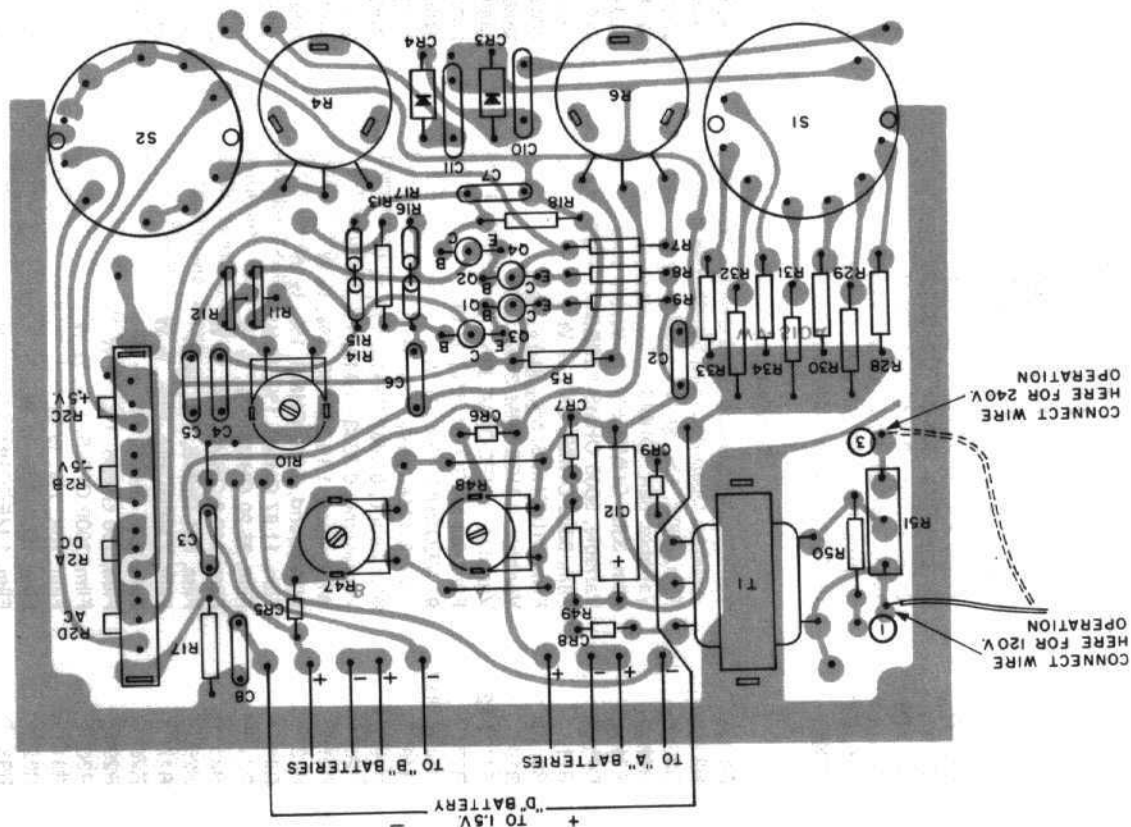 + −
TO 1.5V.
"D" BATTERY
TO "A" BATTERIES
TO "B" BATTERIES
− + − +
− + − +
CONNECT WIRE
HERE FOR 120V.
OPERATION
1
T1
CR8
R49
C8
R17
R2D
AC
R51
R50
C12
+
CR9
R48
R47
CR5
C3
R2A
DC
R2B
-.5V
3
CONNECT WIRE
HERE FOR 240V.
OPERATION
CR7
CR6
R10
C4
C5
R2C
+.5V
R28
R30
R34
R33
C2
R5
C6
R14
R15
Q3
E C B
Q1
E C B
R9
R11
R12
R29
R31
R32
R8
Q2
E C B
R7
Q4
E C B
R18
R16
R13
R17
C7
S1
R6
C10
C11
CR3
CR4
R4
S2